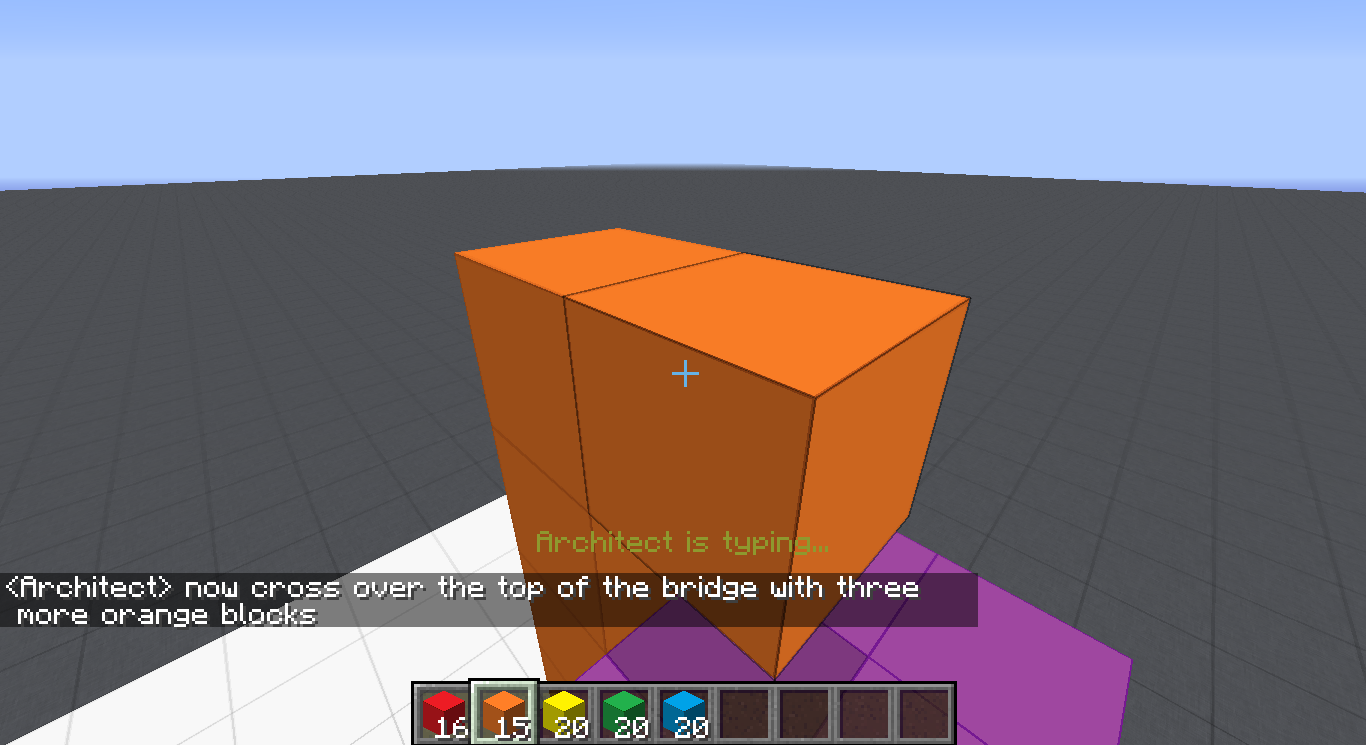 Architect is typing...
<Architect> now cross over the top of the bridge with three
more orange blocks
16 15 20 20 20